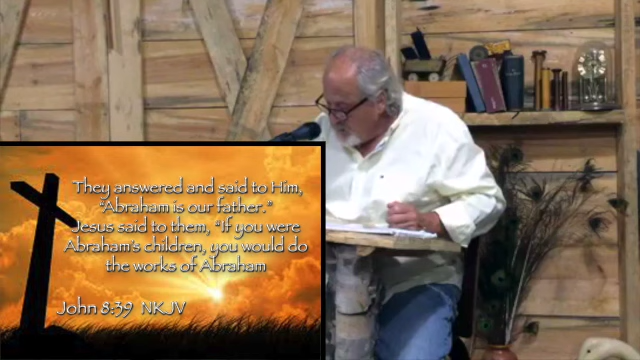 They answered and said to Him,
"Abraham is our father."
Jesus said to them, "If you were
Abraham's children, you would do
the works of Abraham
John 8:39 NKJV